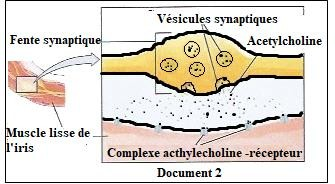 Vésicules synaptiques
Fente synaptique
Acetylcholine
Muscle lisse de
l'iris
Complexe acthylecholine -récepteur
Document 2